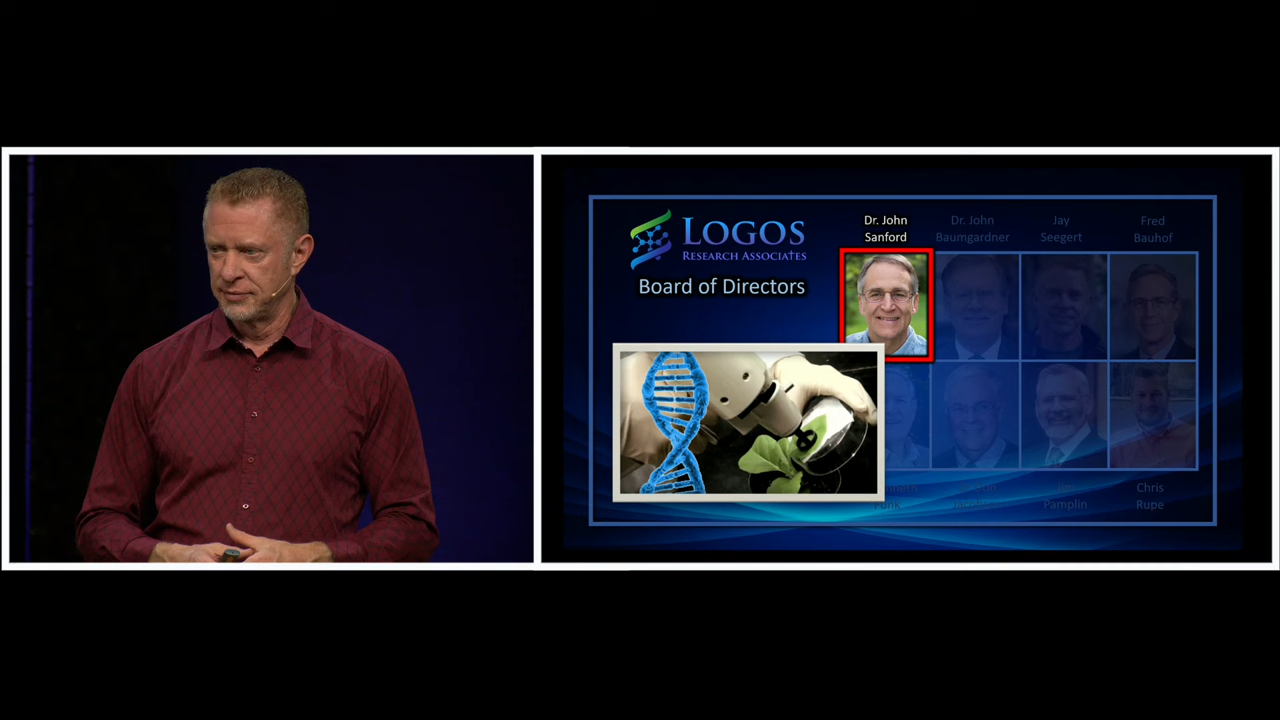 LOGOS
RESEARCH ASSOCIATES
Board of Directors
Dr. John
Sanford
Dr. John
Baumgardner
Jay
Seegert
Fred
Bauhof
Jim
Pamplin
Chris
Rupe